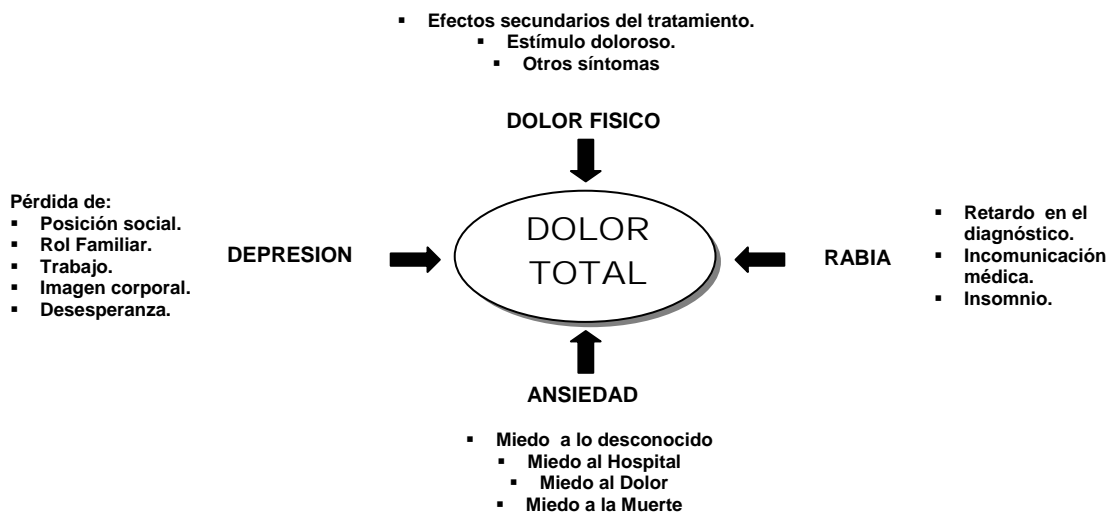 ▪ Efectos secundarios del tratamiento.
▪ Estímulo doloroso.
▪ Otros síntomas
DOLOR FISICO
Pérdida de:
▪ Posición social.
▪ Rol Familiar.
▪ Trabajo.
▪ Imagen corporal.
▪ Desesperanza.
DEPRESION
DOLOR
TOTAL
RABIA
▪ Retardo en el
diagnóstico.
▪ Incomunicación
médica.
▪ Insomnio.
ANSIEDAD
▪ Miedo a lo desconocido
▪ Miedo al Hospital
▪ Miedo al Dolor
▪ Miedo a la Muerte